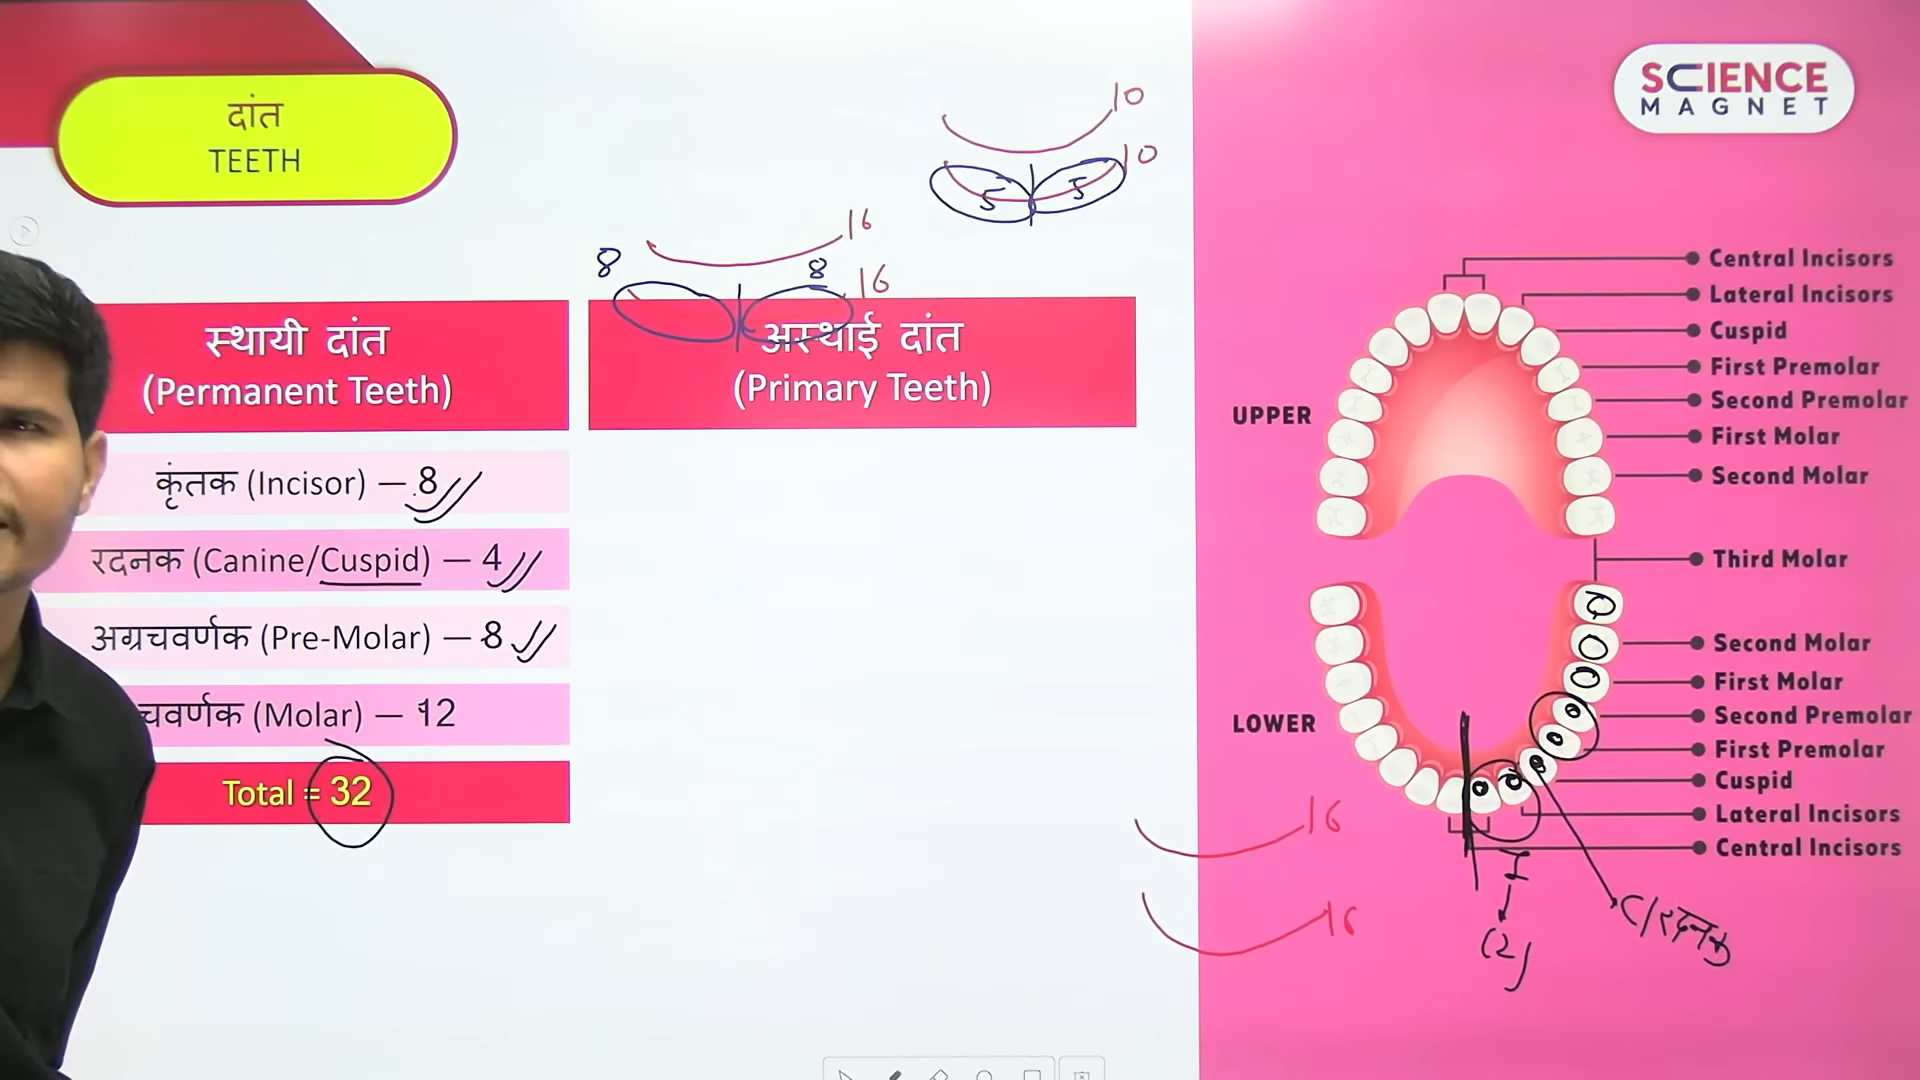 दांत
TEETH
SCIENCE
MAGNET
10
10
5 5
16
8 8
16
स्थायी दांत
(Permanent Teeth)
अस्थाई दांत
(Primary Teeth)
कृंतक (Incisor) – 8
रदनक (Canine/Cuspid) – 4
अग्रचवर्णक (Pre-Molar) – 8
चवर्णक (Molar) – 12
Total = 32
UPPER
Central Incisors
Lateral Incisors
Cuspid
First Premolar
Second Premolar
First Molar
Second Molar
Third Molar
LOWER
Second Molar
First Molar
Second Premolar
First Premolar
Cuspid
Lateral Incisors
Central Incisors
16
16
I
(2)
C/रदनक